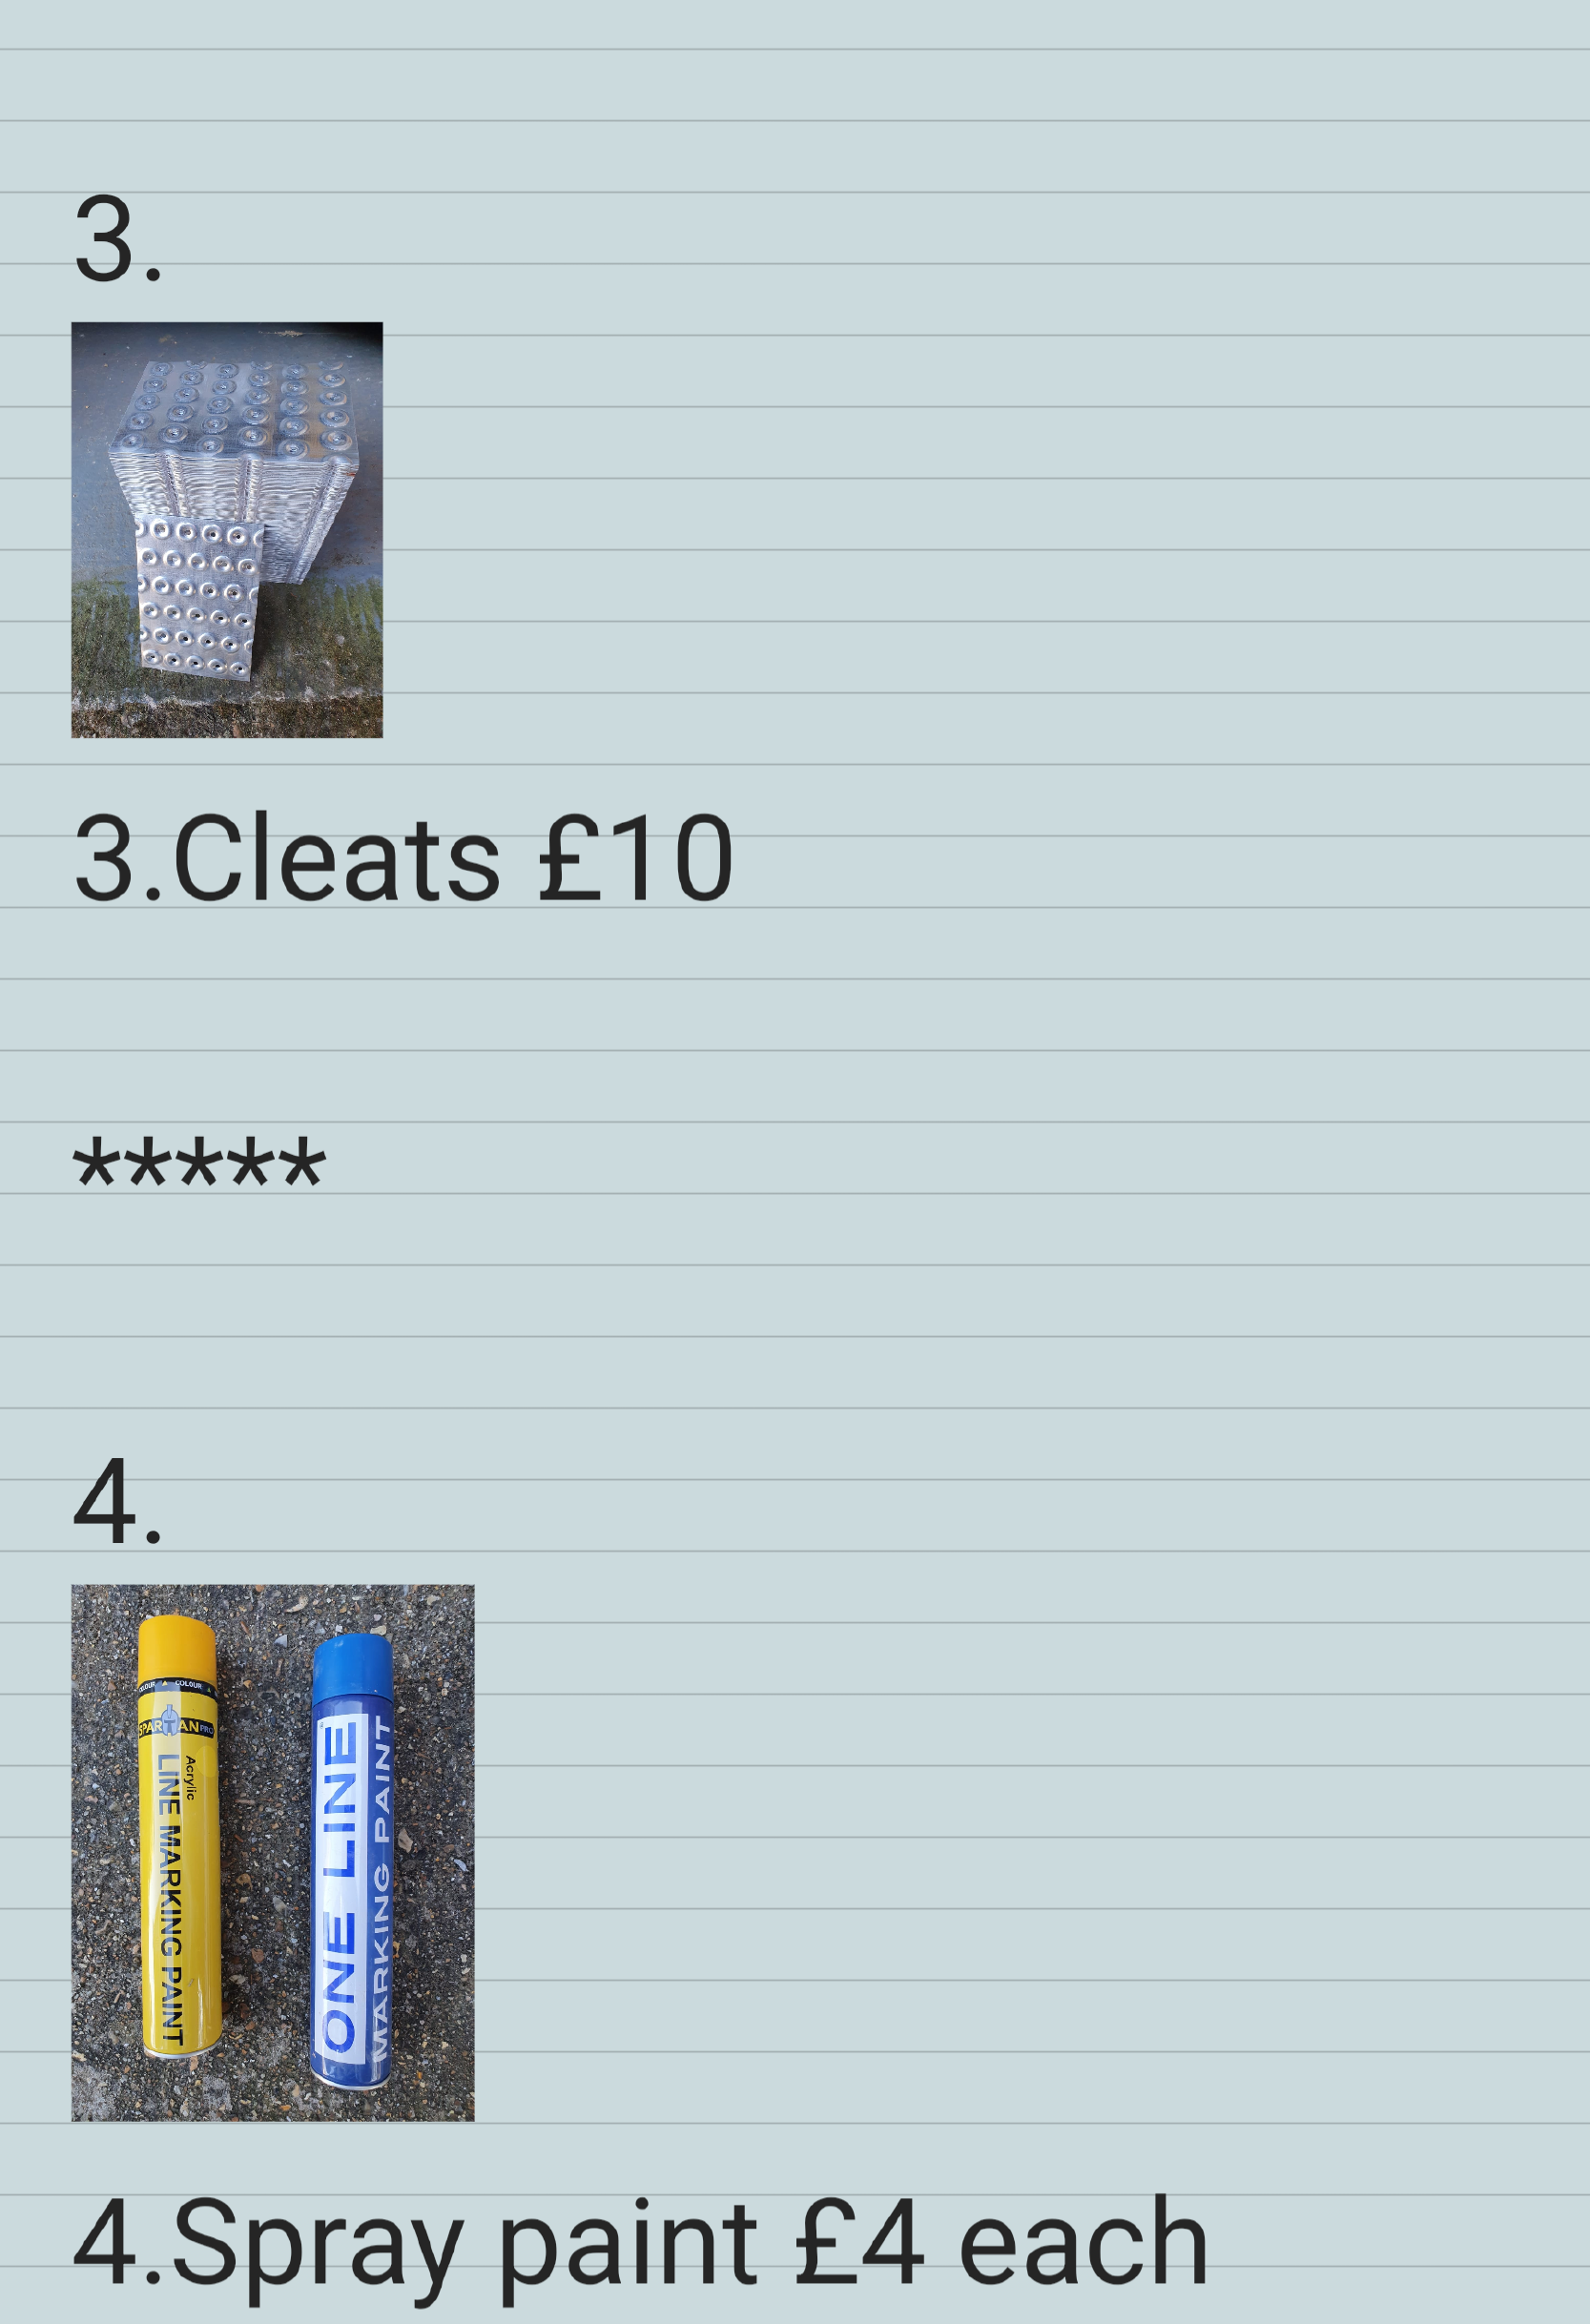 3.
3.Cleats £10
*****
4.
COLOUR
SPARTAN PRO
Acrylic
LINE MARKING PAINT
ONE LINE
MARKING PAINT
4.Spray paint £4 each